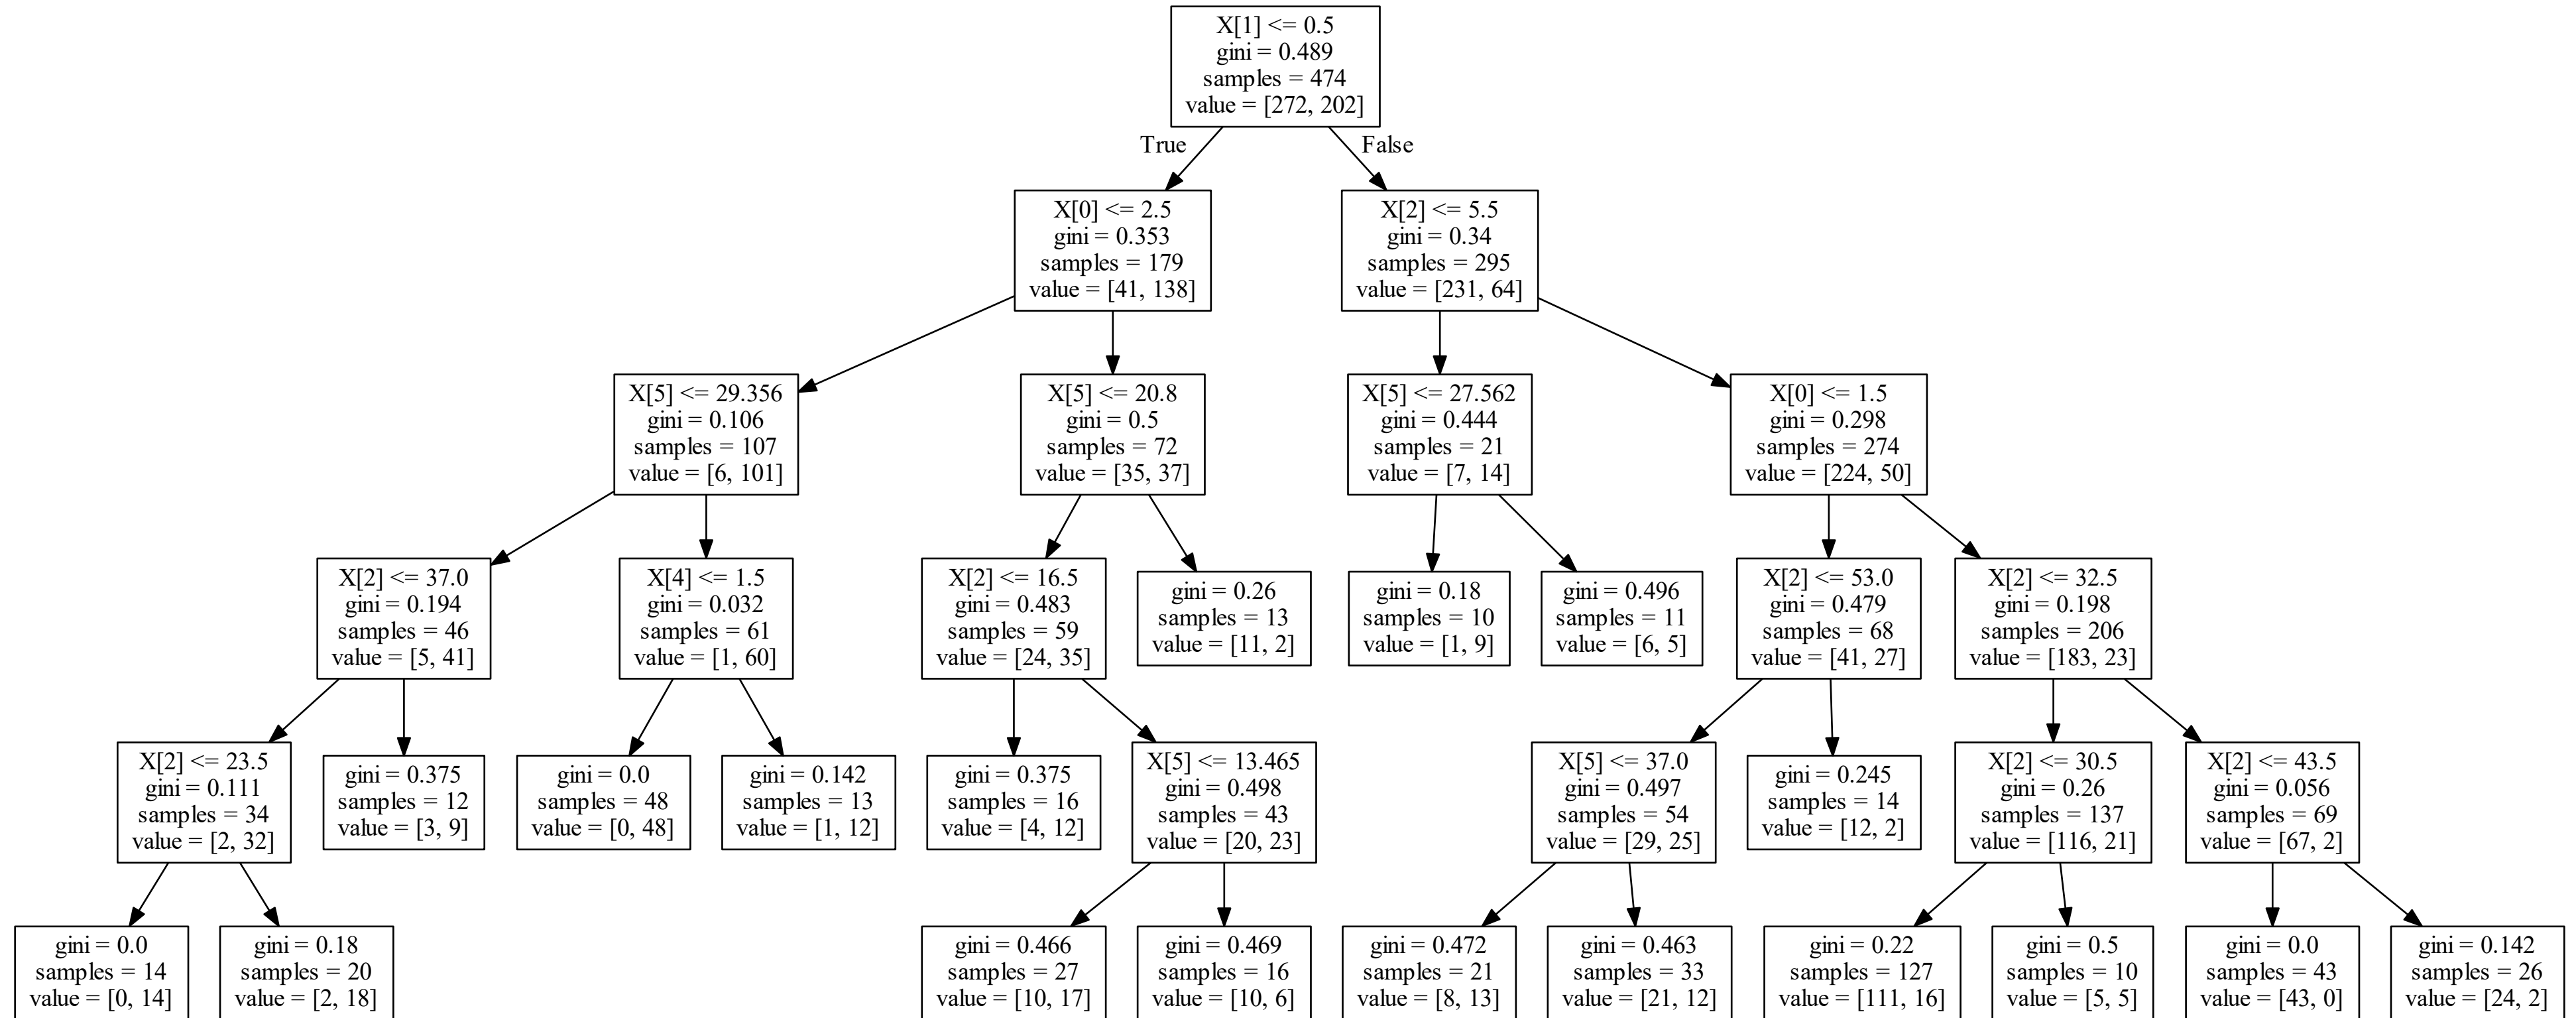 X[1] <= 0.5
gini = 0.489
samples = 474
value = [272, 202]
True
False
X[0] <= 2.5
gini = 0.353
samples = 179
value = [41, 138]
X[2] <= 5.5
gini = 0.34
samples = 295
value = [231, 64]
X[5] <= 29.356
gini = 0.106
samples = 107
value = [6, 101]
X[5] <= 20.8
gini = 0.5
samples = 72
value = [35, 37]
X[5] <= 27.562
gini = 0.444
samples = 21
value = [7, 14]
X[0] <= 1.5
gini = 0.298
samples = 274
value = [224, 50]
X[2] <= 37.0
gini = 0.194
samples = 46
value = [5, 41]
X[4] <= 1.5
gini = 0.032
samples = 61
value = [1, 60]
X[2] <= 16.5
gini = 0.483
samples = 59
value = [24, 35]
gini = 0.26
samples = 13
value = [11, 2]
gini = 0.18
samples = 10
value = [1, 9]
gini = 0.496
samples = 11
value = [6, 5]
X[2] <= 53.0
gini = 0.479
samples = 68
value = [41, 27]
X[2] <= 32.5
gini = 0.198
samples = 206
value = [183, 23]
X[2] <= 23.5
gini = 0.111
samples = 34
value = [2, 32]
gini = 0.375
samples = 12
value = [3, 9]
gini = 0.0
samples = 48
value = [0, 48]
gini = 0.142
samples = 13
value = [1, 12]
gini = 0.375
samples = 16
value = [4, 12]
X[5] <= 13.465
gini = 0.498
samples = 43
value = [20, 23]
X[5] <= 37.0
gini = 0.497
samples = 54
value = [29, 25]
gini = 0.245
samples = 14
value = [12, 2]
X[2] <= 30.5
gini = 0.26
samples = 137
value = [116, 21]
X[2] <= 43.5
gini = 0.056
samples = 69
value = [67, 2]
gini = 0.0
samples = 14
value = [0, 14]
gini = 0.18
samples = 20
value = [2, 18]
gini = 0.466
samples = 27
value = [10, 17]
gini = 0.469
samples = 16
value = [10, 6]
gini = 0.472
samples = 21
value = [8, 13]
gini = 0.463
samples = 33
value = [21, 12]
gini = 0.22
samples = 127
value = [111, 16]
gini = 0.5
samples = 10
value = [5, 5]
gini = 0.0
samples = 43
value = [43, 0]
gini = 0.142
samples = 26
value = [24, 2]